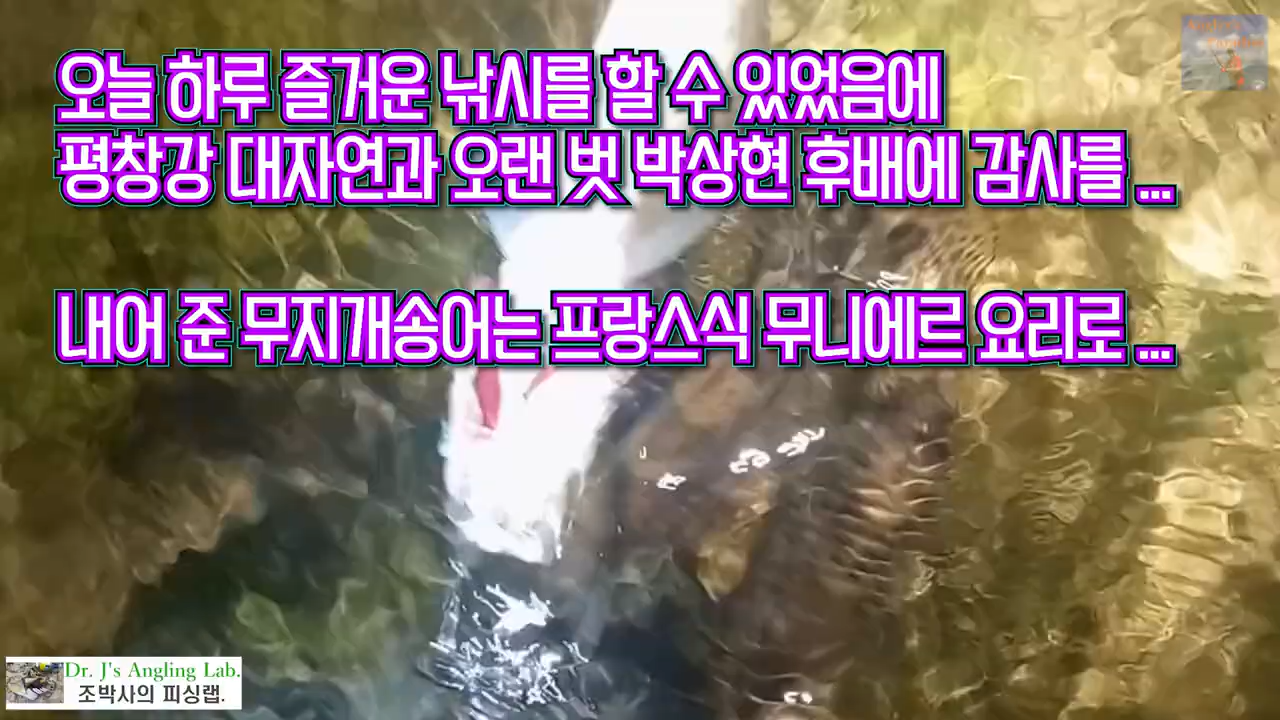 오늘 하루 즐거운 낚시를 할 수 있었음에
평창강 대자연과 오랜 벗 박상현 후배에 감사를 ...
내어 준 무지개송어는 프랑스식 무니에르 요리로 ...
Dr. J's Angling Lab.
조박사의 피싱랩.